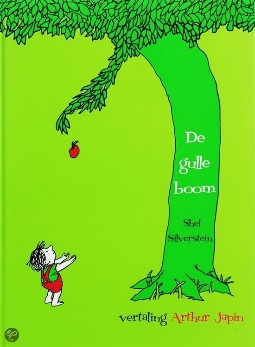 De
gulle
boom
Shel
Silverstein
vertaling Arthur Japin